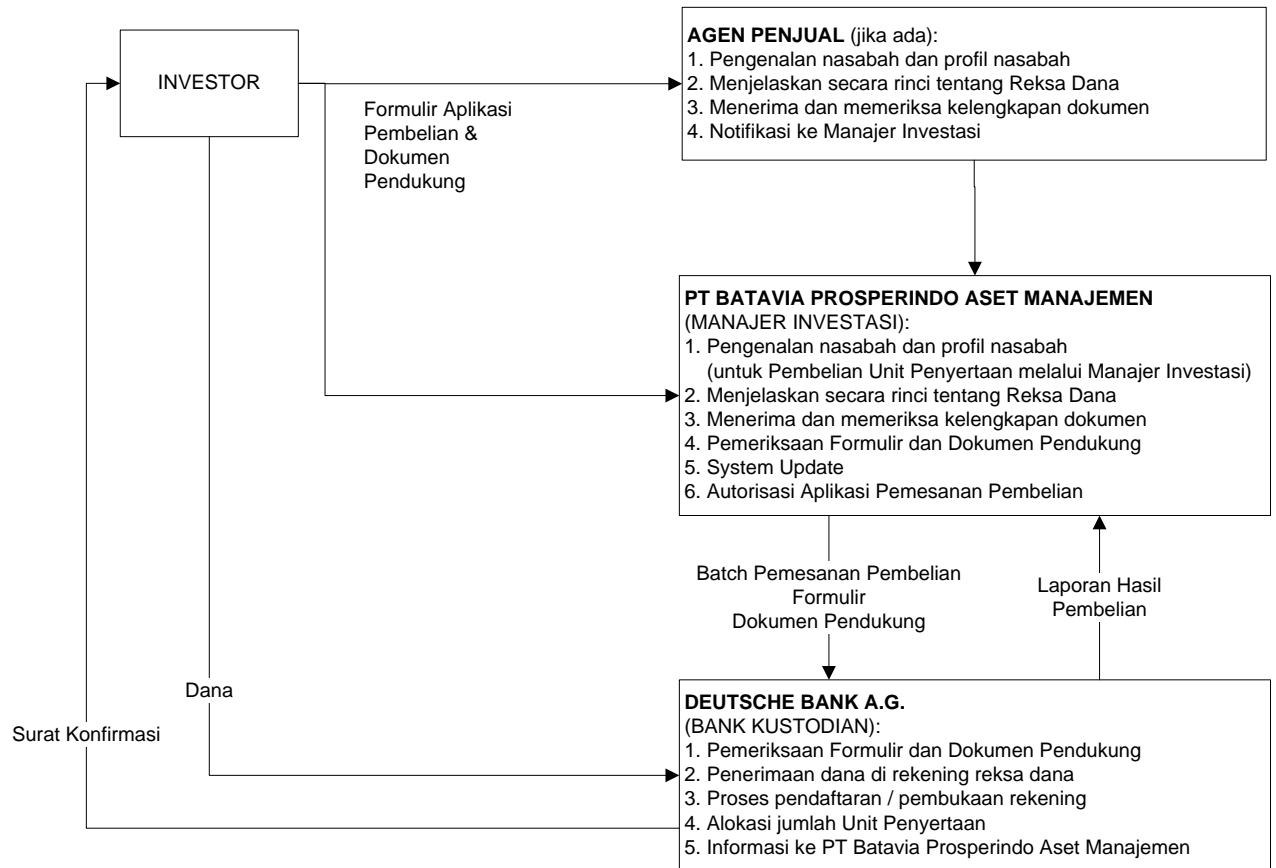 INVESTOR
Formulir Aplikasi
Pembelian &
Dokumen
Pendukung
AGEN PENJUAL (jika ada):
1. Pengenalan nasabah dan profil nasabah
2. Menjelaskan secara rinci tentang Reksa Dana
3. Menerima dan memeriksa kelengkapan dokumen
4. Notifikasi ke Manajer Investasi
PT BATAVIA PROSPERINDO ASET MANAJEMEN
(MANAJER INVESTASI):
1. Pengenalan nasabah dan profil nasabah
(untuk Pembelian Unit Penyertaan melalui Manajer Investasi)
2. Menjelaskan secara rinci tentang Reksa Dana
3. Menerima dan memeriksa kelengkapan dokumen
4. Pemeriksaan Formulir dan Dokumen Pendukung
5. System Update
6. Autorisasi Aplikasi Pemesanan Pembelian
Batch Pemesanan Pembelian
Formulir
Dokumen Pendukung
Laporan Hasil
Pembelian
Dana
Surat Konfirmasi
DEUTSCHE BANK A.G.
(BANK KUSTODIAN):
1. Pemeriksaan Formulir dan Dokumen Pendukung
2. Penerimaan dana di rekening reksa dana
3. Proses pendaftaran / pembukaan rekening
4. Alokasi jumlah Unit Penyertaan
5. Informasi ke PT Batavia Prosperindo Aset Manajemen